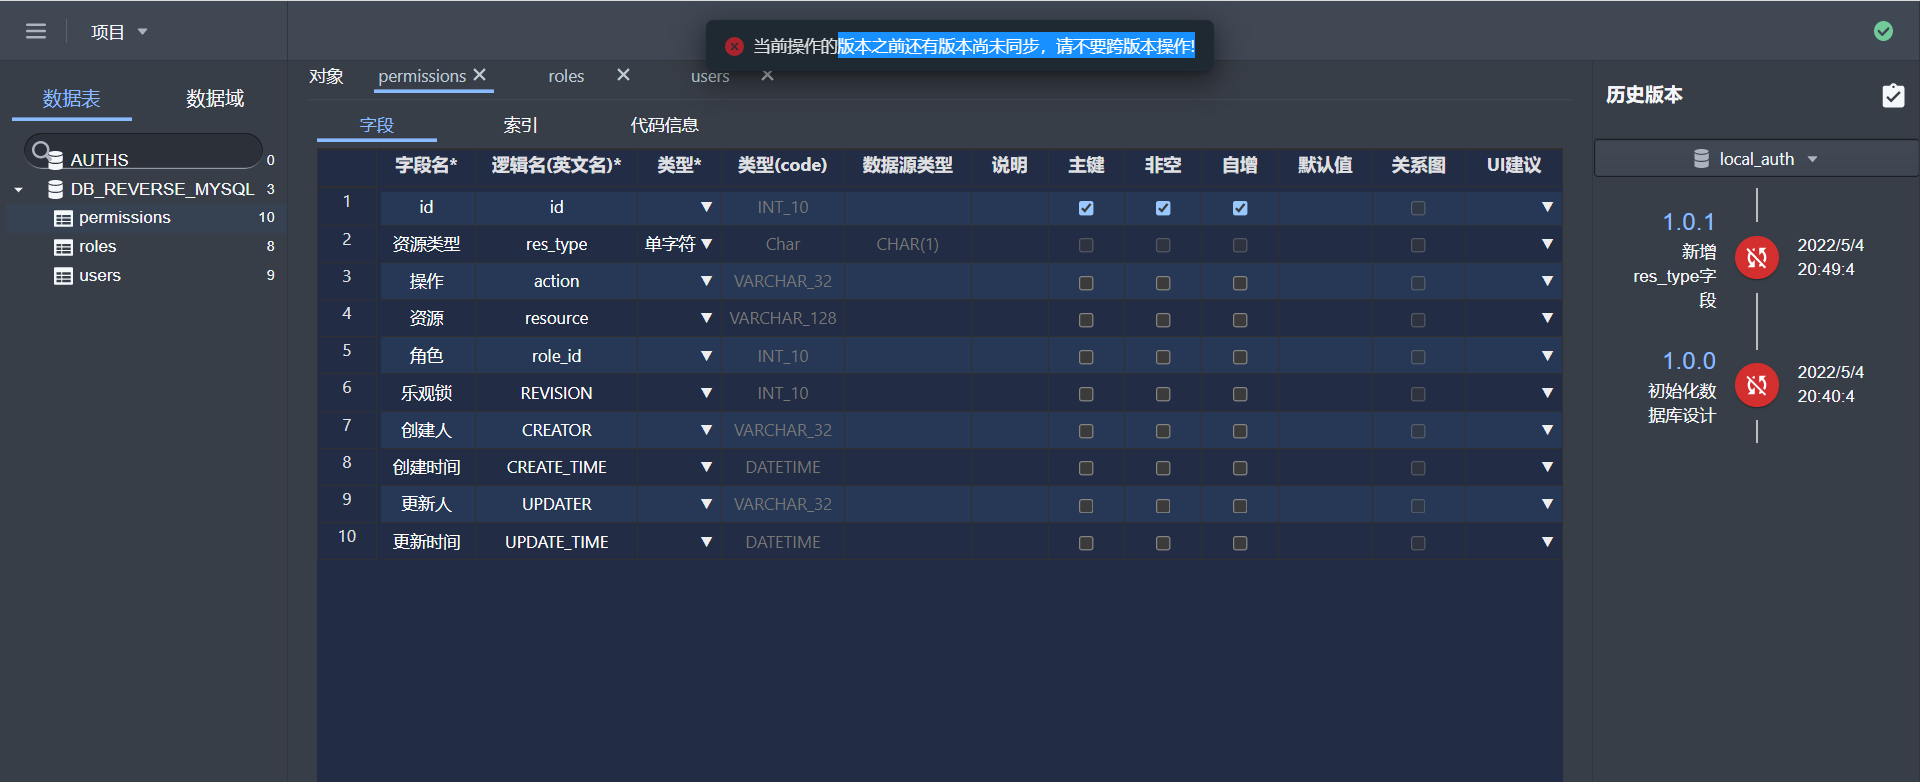 项目
当前操作的版本之前还有版本尚未同步，请不要跨版本操作!
数据表 数据域
AUTHS 0
DB_REVERSE_MYSQL 3
permissions 10
roles 8
users 9
对象 permissions roles users
字段 索引 代码信息
字段名* 逻辑名(英文名)* 类型* 类型(code) 数据源类型 说明 主键 非空 自增 默认值 关系图 UI建议
1 id id INT_10
2 资源类型 res_type 单字符 Char CHAR(1)
3 操作 action VARCHAR_32
4 资源 resource VARCHAR_128
5 角色 role_id INT_10
6 乐观锁 REVISION INT_10
7 创建人 CREATOR VARCHAR_32
8 创建时间 CREATE_TIME DATETIME
9 更新人 UPDATER VARCHAR_32
10 更新时间 UPDATE_TIME DATETIME
历史版本
local_auth
1.0.1
新增
res_type字
段
2022/5/4
20:49:4
1.0.0
初始化数
据库设计
2022/5/4
20:40:4